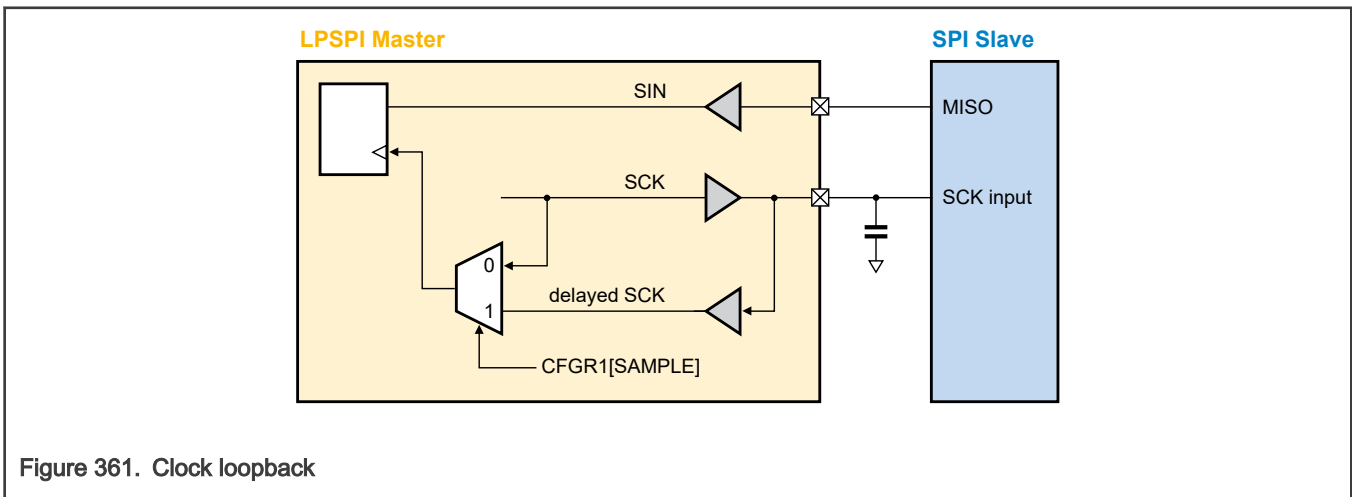 LPSPI Master
SPI Slave
SIN
MISO
SCK
SCK input
0
delayed SCK
1
CFGR1[SAMPLE]
Figure 361. Clock loopback